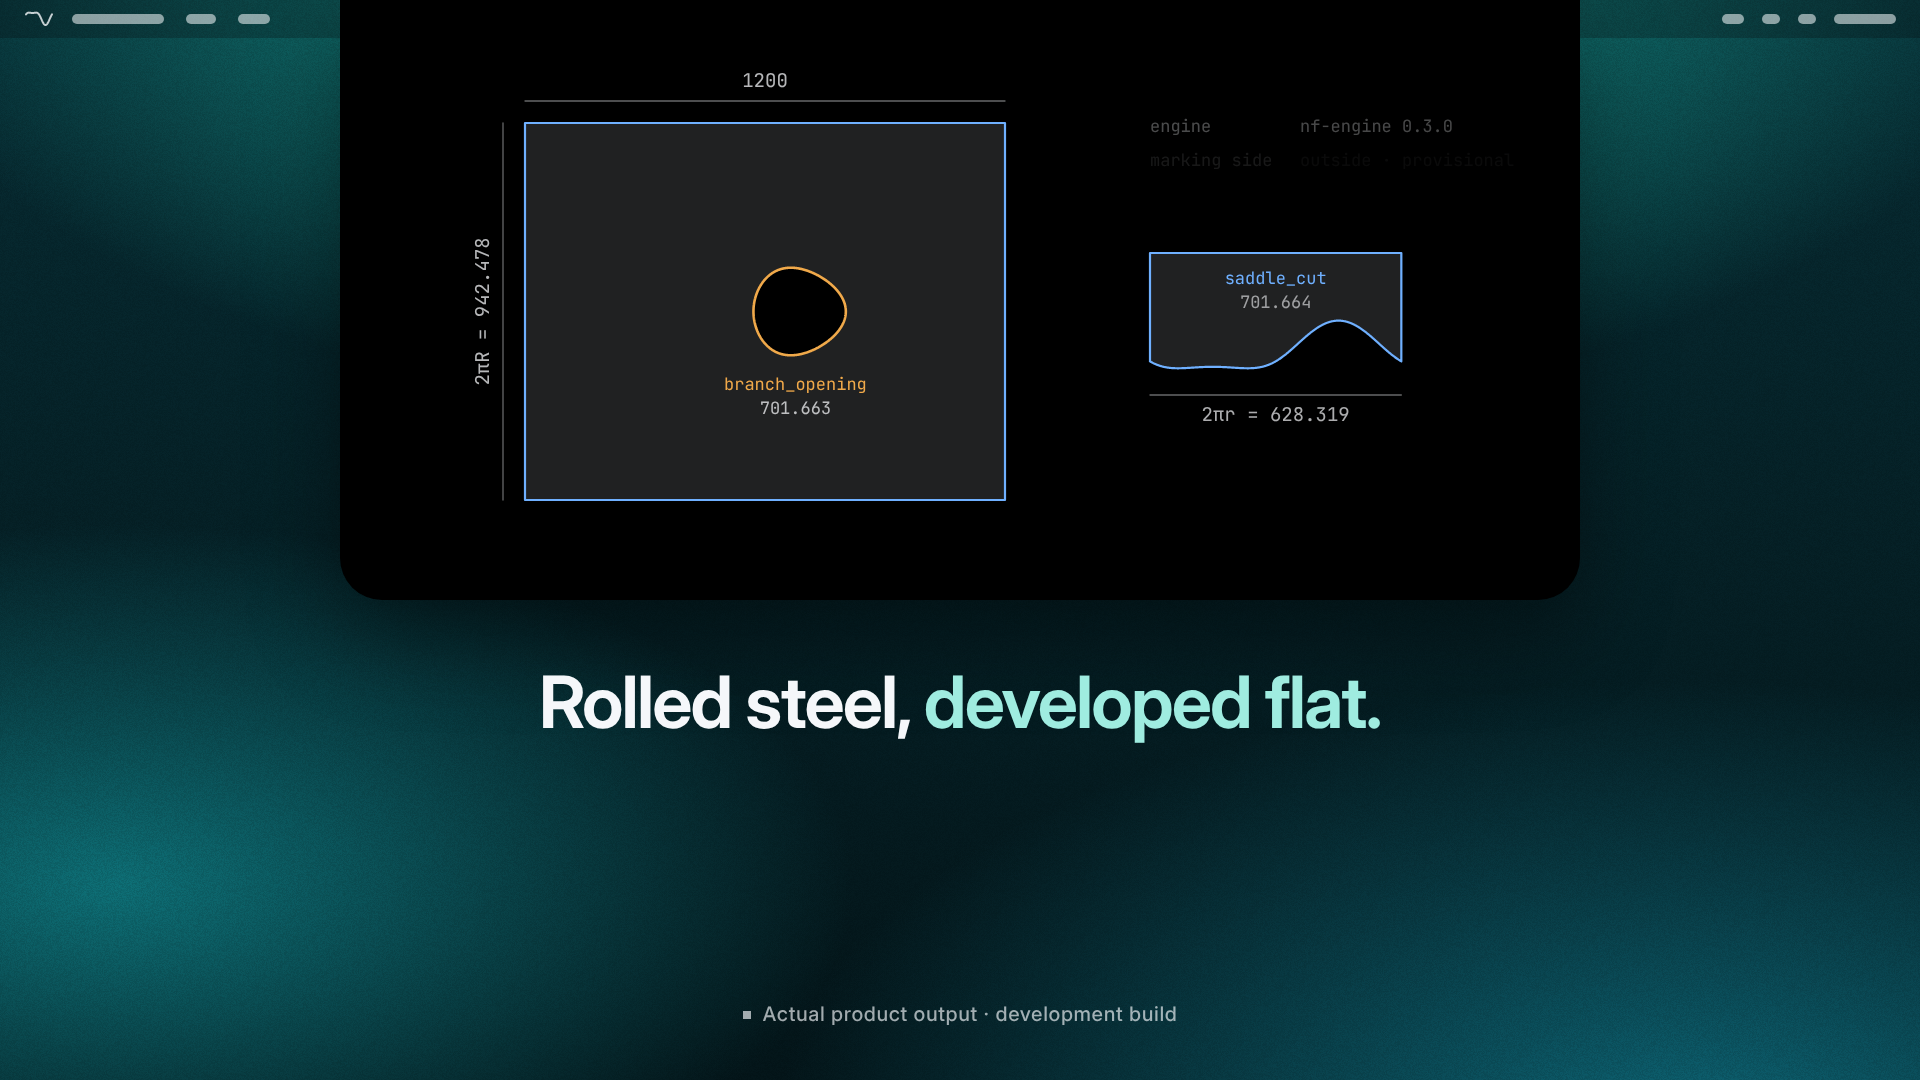 1200
2πR = 942.478
branch_opening
701.663
engine nf-engine 0.3.0
marking side outside · provisional
saddle_cut
701.664
2πr = 628.319
Rolled steel, developed flat.
Actual product output · development build